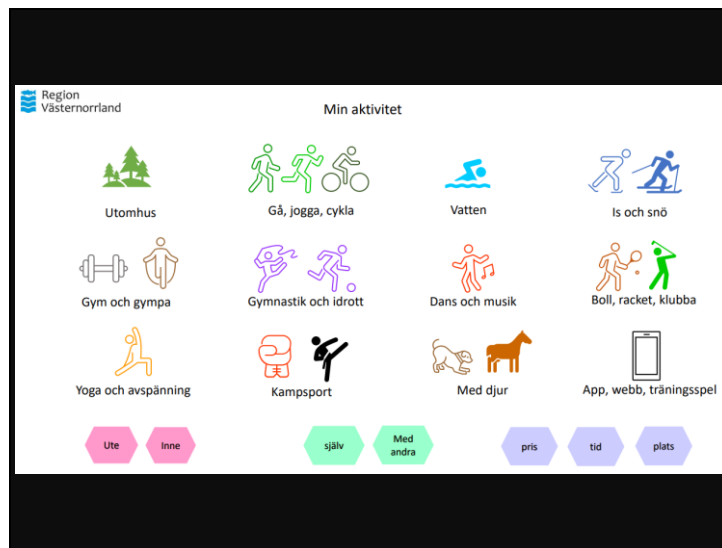 Region
Västernorrland
Min aktivitet
Utomhus
Gå, jogga, cykla
Vatten
Is och snö
Gym och gympa
Gymnastik och idrott
Dans och musik
Boll, racket, klubba
Yoga och avspänning
Kampsport
Med djur
App, webb, träningsspel
Ute
Inne
själv
Med
andra
pris
tid
plats